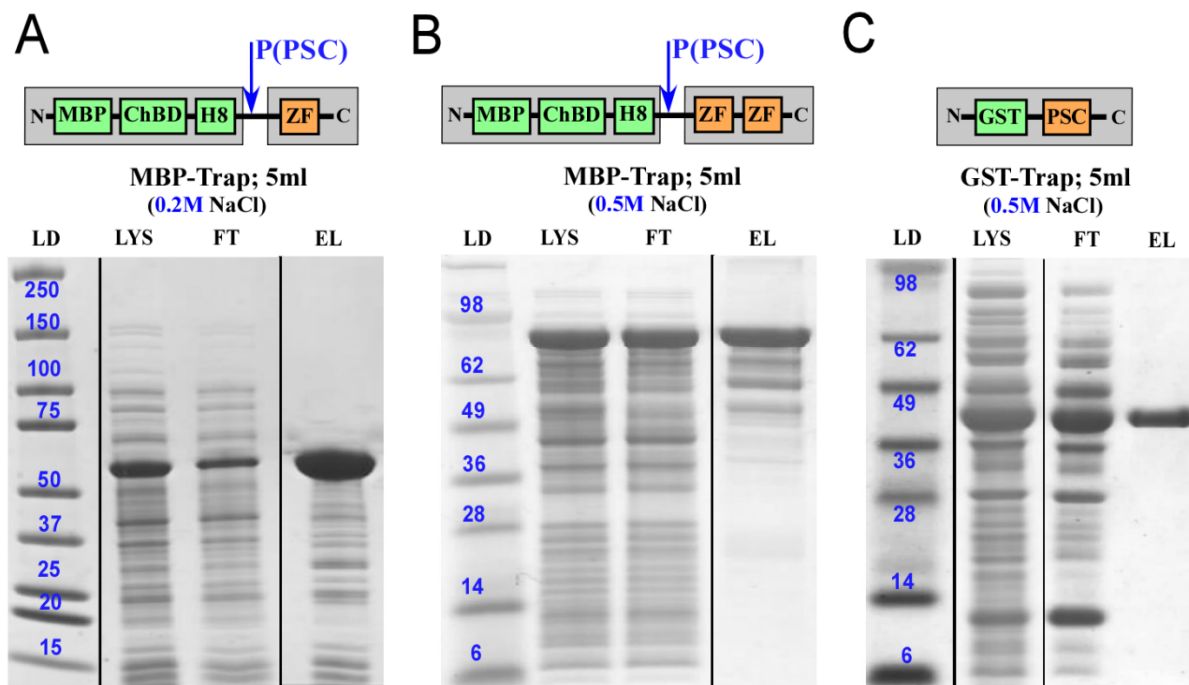 A
P(PSC)
N MBP ChBD H8 ZF C
MBP-Trap; 5ml
(0.2M NaCl)
LD LYS FT EL
250
150
100
75
50
37
25
20
15
B
P(PSC)
N MBP ChBD H8 ZF ZF C
MBP-Trap; 5ml
(0.5M NaCl)
LD LYS FT EL
98
62
49
36
28
14
6
C
N GST PSC C
GST-Trap; 5ml
(0.5M NaCl)
LD LYS FT EL
98
62
49
36
28
14
6